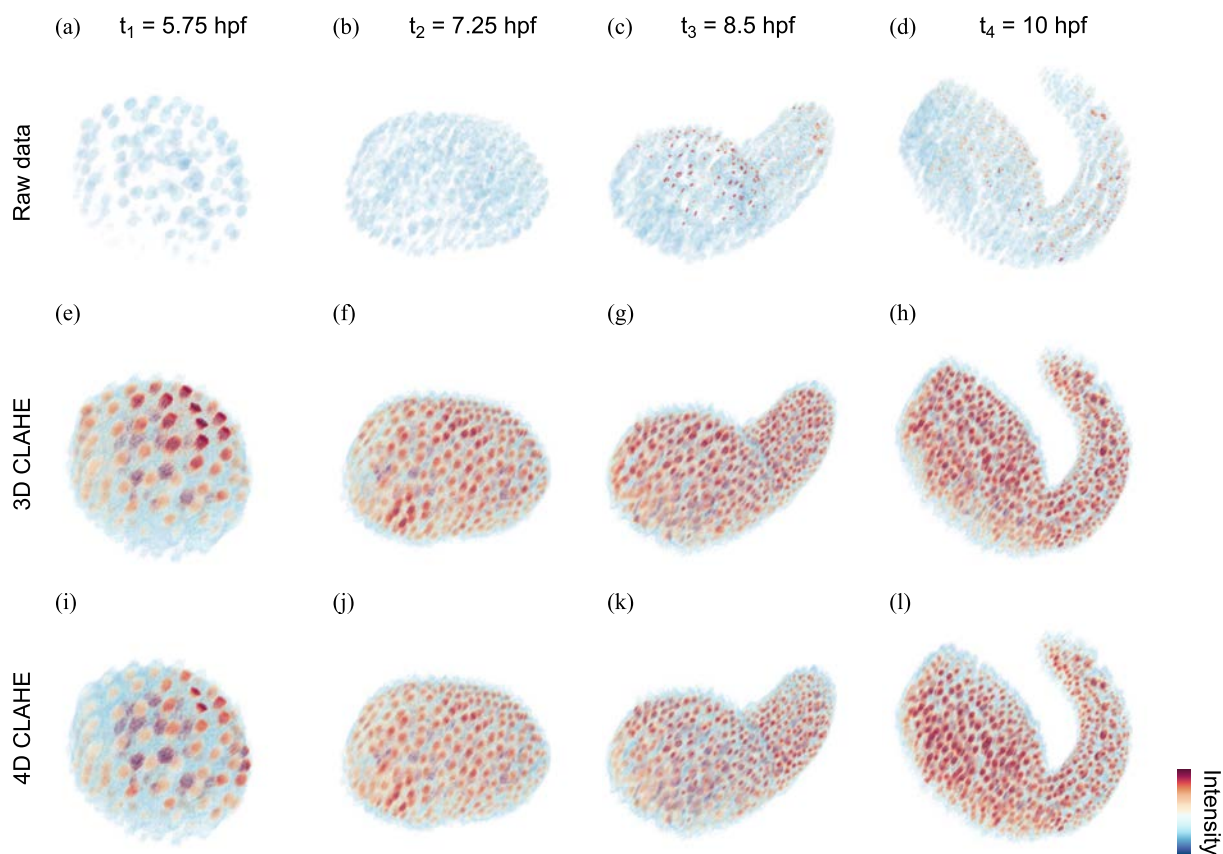 (a) t₁ = 5.75 hpf (b) t₂ = 7.25 hpf (c) t₃ = 8.5 hpf (d) t₄ = 10 hpf
Raw data
(e) (f) (g) (h)
3D CLAHE
(i) (j) (k) (l)
4D CLAHE
Intensity